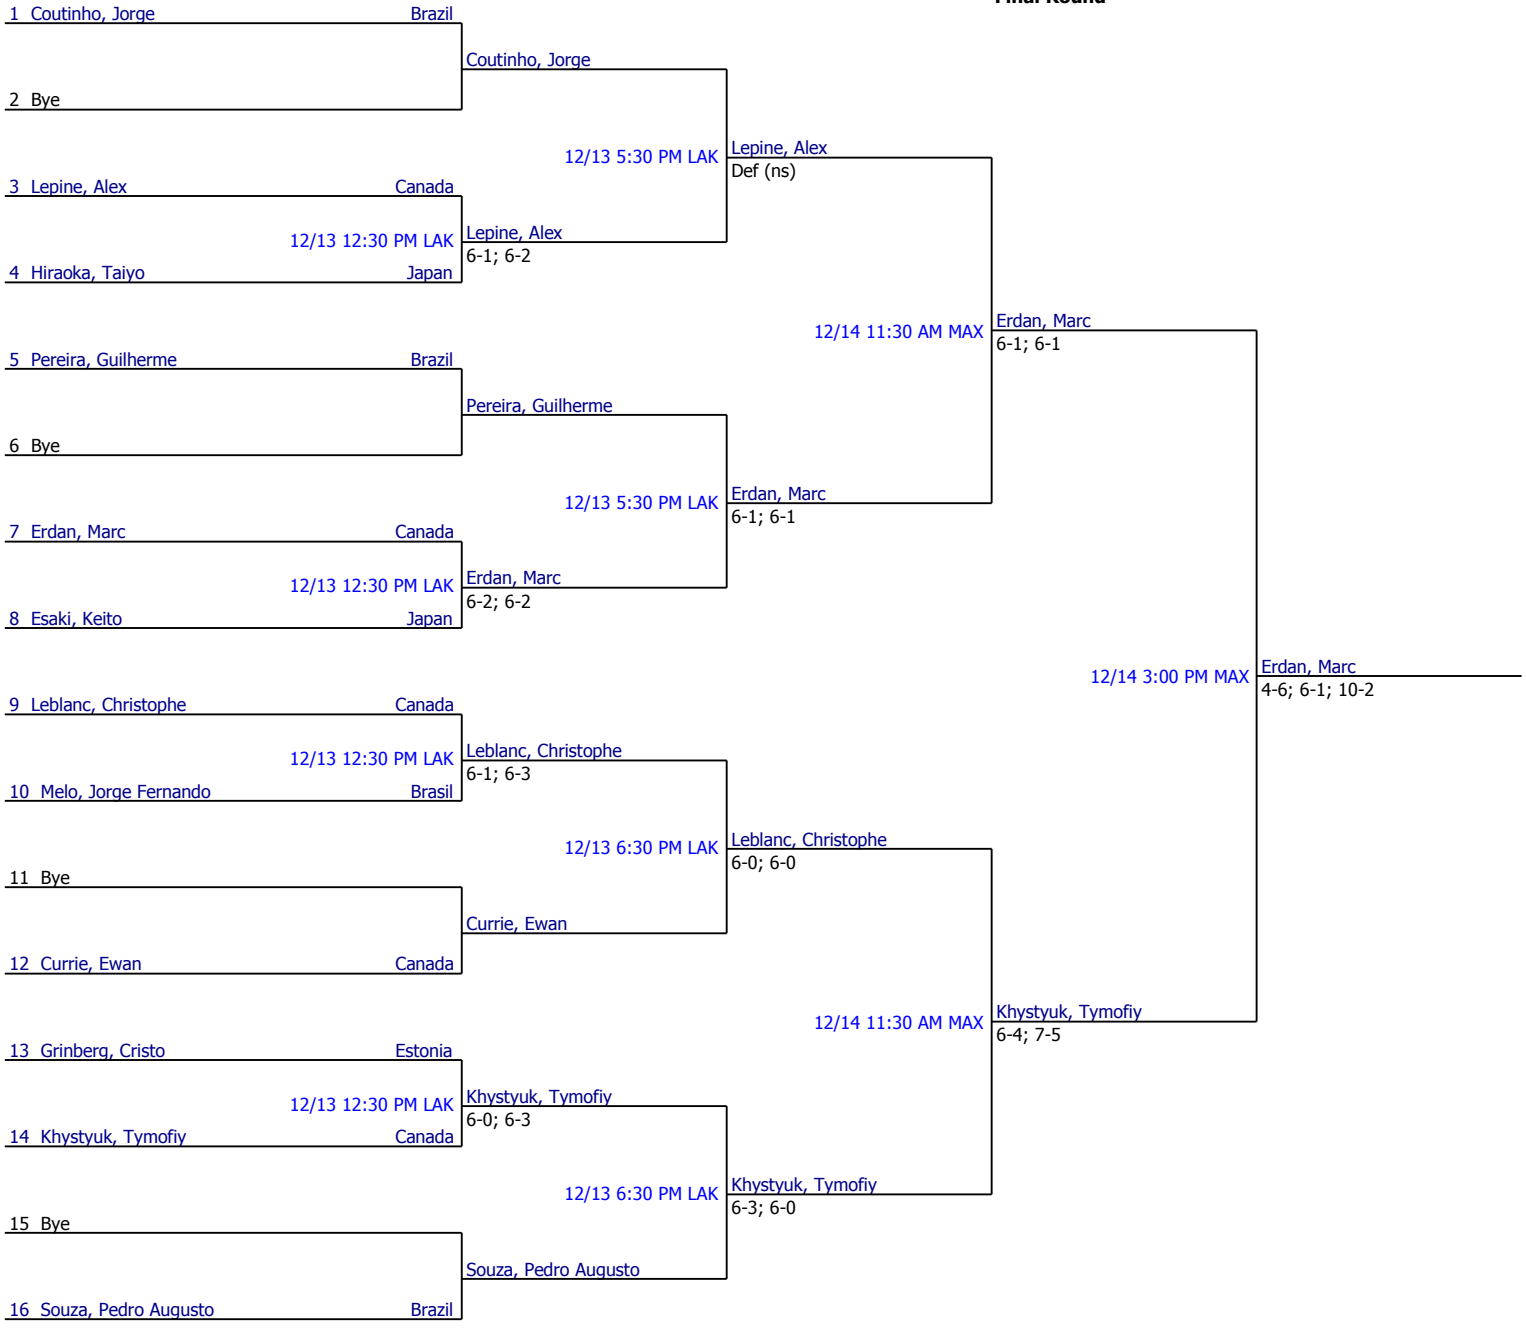 1 Coutinho, Jorge Brazil
Coutinho, Jorge
2 Bye
12/13 5:30 PM LAK Lepine, Alex
Def (ns)
3 Lepine, Alex Canada
12/13 12:30 PM LAK Lepine, Alex
6-1; 6-2
4 Hiraoka, Taiyo Japan
12/14 11:30 AM MAX Erdan, Marc
6-1; 6-1
5 Pereira, Guilherme Brazil
Pereira, Guilherme
6 Bye
12/13 5:30 PM LAK Erdan, Marc
6-1; 6-1
7 Erdan, Marc Canada
12/13 12:30 PM LAK Erdan, Marc
6-2; 6-2
8 Esaki, Keito Japan
12/14 3:00 PM MAX Erdan, Marc
4-6; 6-1; 10-2
9 Leblanc, Christophe Canada
12/13 12:30 PM LAK Leblanc, Christophe
6-1; 6-3
10 Melo, Jorge Fernando Brasil
12/13 6:30 PM LAK Leblanc, Christophe
6-0; 6-0
11 Bye
Currie, Ewan
12 Currie, Ewan Canada
12/14 11:30 AM MAX Khystyuk, Tymofiy
6-4; 7-5
13 Grinberg, Cristo Estonia
12/13 12:30 PM LAK Khystyuk, Tymofiy
6-0; 6-3
14 Khystyuk, Tymofiy Canada
12/13 6:30 PM LAK Khystyuk, Tymofiy
6-3; 6-0
15 Bye
Souza, Pedro Augusto
16 Souza, Pedro Augusto Brazil